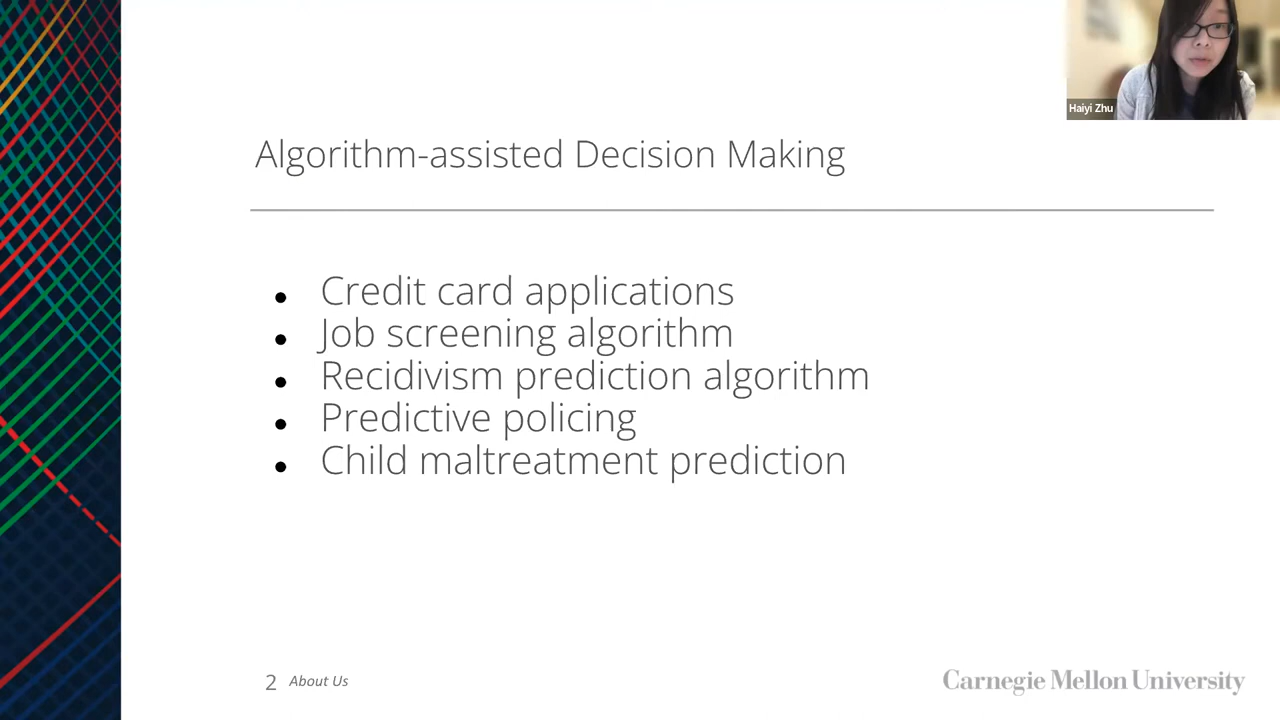 Haiyi Zhu
Algorithm-assisted Decision Making
• Credit card applications
• Job screening algorithm
• Recidivism prediction algorithm
• Predictive policing
• Child maltreatment prediction
2 About Us
Carnegie Mellon University